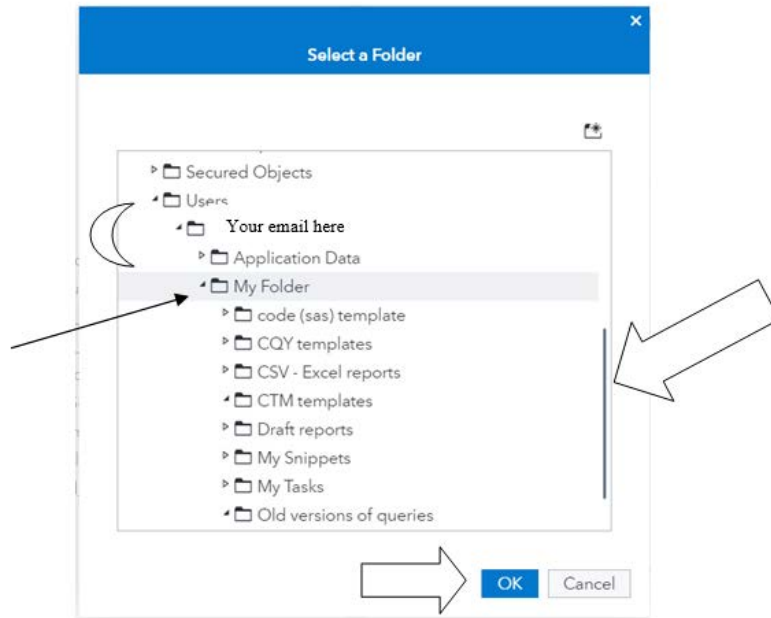 Select a Folder
Secured Objects
Users
Your email here
Application Data
My Folder
code (sas) template
CQY templates
CSV - Excel reports
CTM templates
Draft reports
My Snippets
My Tasks
Old versions of queries
OK Cancel